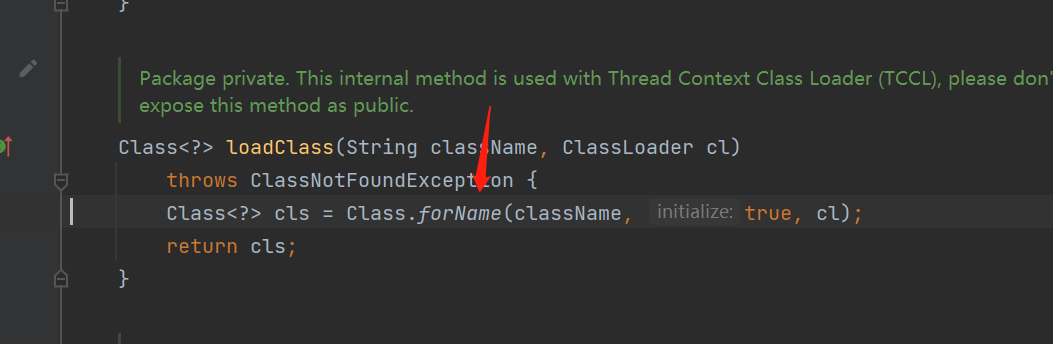 }
Package private. This internal method is used with Thread Context Class Loader (TCCL), please don'
expose this method as public.
Class<?> loadClass(String className, ClassLoader cl)
throws ClassNotFoundException {
Class<?> cls = Class.forName(className, initialize: true, cl);
return cls;
}